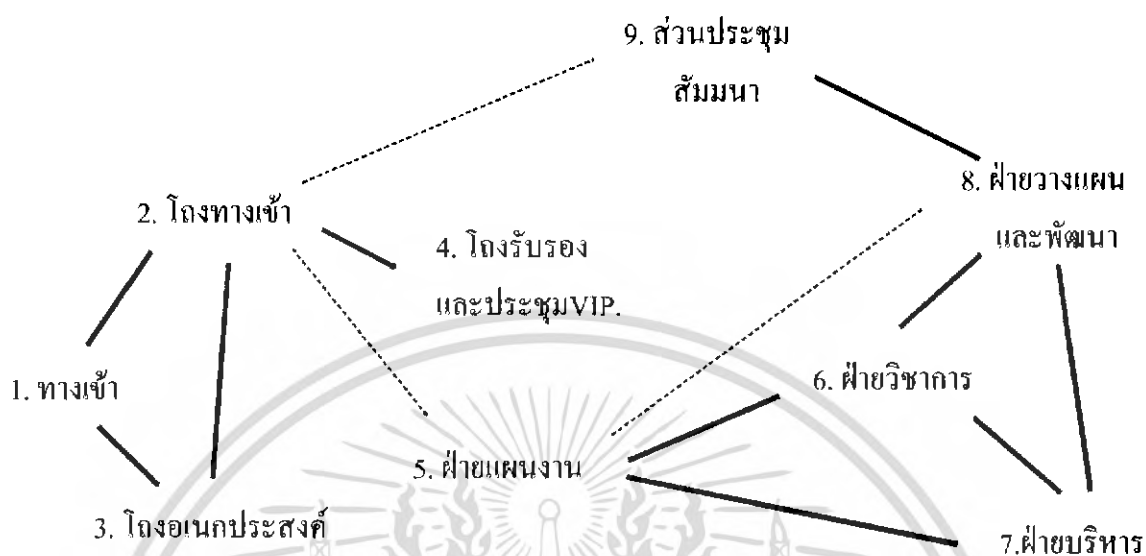 9. ส่วนประชุม
สัมมนา
2. โถงทางเข้า
8. ฝ่ายวางแผน
และพัฒนา
4. โถงรับรอง
และประชุมVIP.
1. ทางเข้า
6. ฝ่ายวิชาการ
5. ฝ่ายแผนงาน
3. โถงอเนกประสงค์
7.ฝ่ายบริหาร